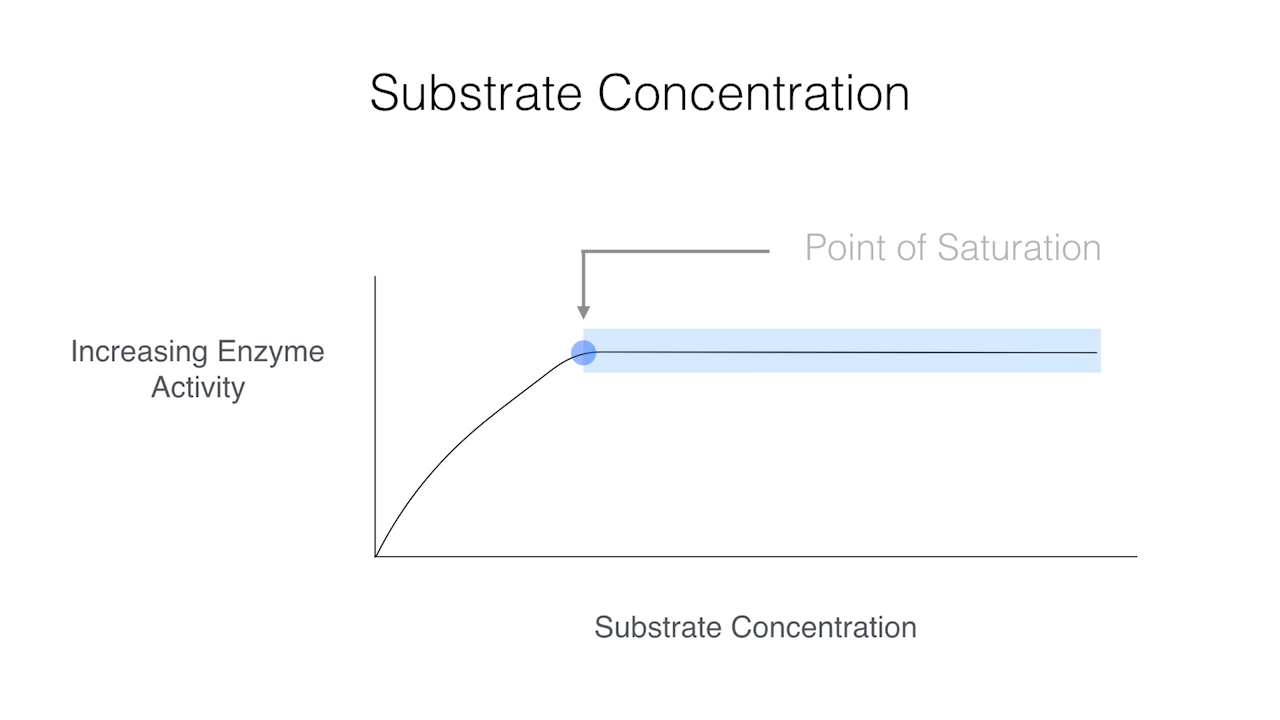 Substrate Concentration
Point of Saturation
Increasing Enzyme
Activity
Substrate Concentration